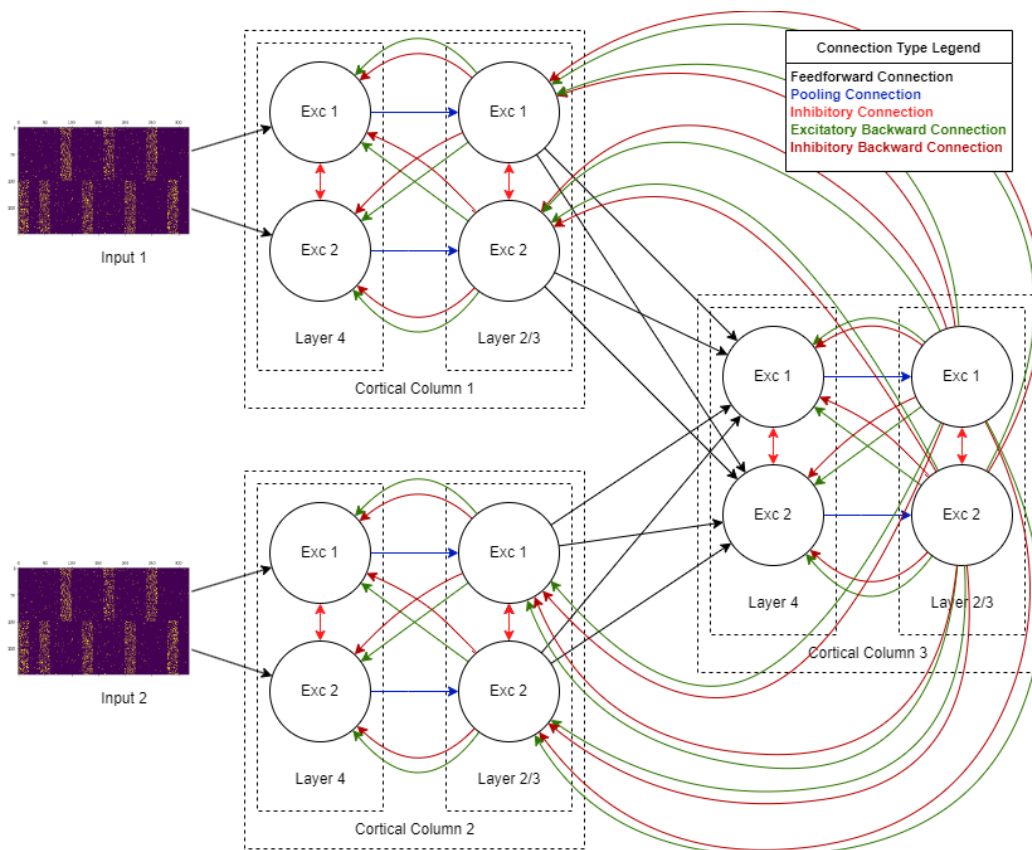 Connection Type Legend
Feedforward Connection
Pooling Connection
Inhibitory Connection
Excitatory Backward Connection
Inhibitory Backward Connection
Exc 1
Exc 1
Exc 2
Exc 2
Layer 4
Layer 2/3
Cortical Column 1
Input 1
Exc 1
Exc 1
Exc 2
Exc 2
Layer 4
Layer 2/3
Cortical Column 3
Exc 1
Exc 1
Exc 2
Exc 2
Layer 4
Layer 2/3
Cortical Column 2
Input 2